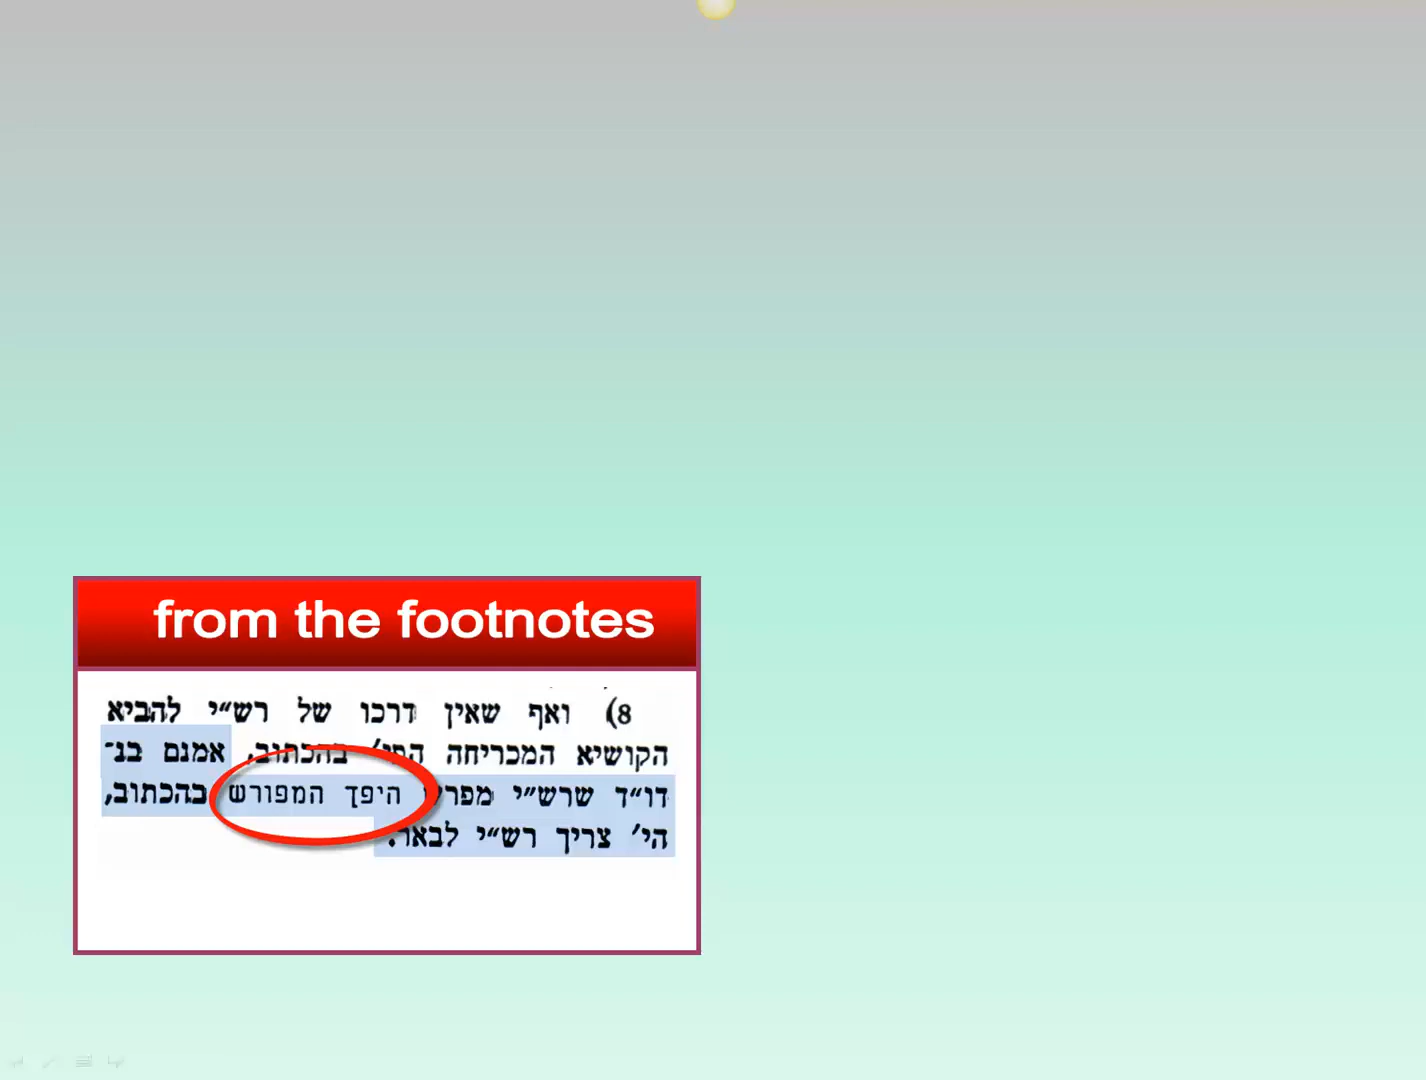 from the footnotes
8) ואף שאין דרכו של רש״י להביא
הקושיא המכריחה הפי׳ בהכתוב, אמנם בנ־
דו״ד שרש״י מפרש היפך המפורש בהכתוב,
הי׳ צריך רש״י לבאר.